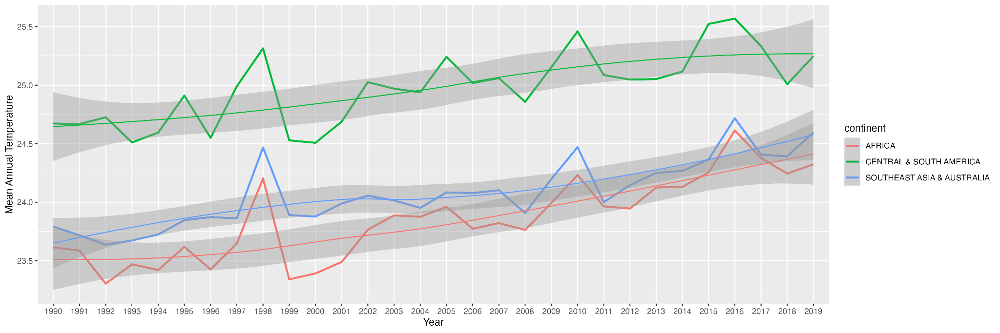 25.5
25.0
24.5
24.0
23.5
Mean Annual Temperature
1990 1991 1992 1993 1994 1995 1996 1997 1998 1999 2000 2001 2002 2003 2004 2005 2006 2007 2008 2009 2010 2011 2012 2013 2014 2015 2016 2017 2018 2019
Year
continent
AFRICA
CENTRAL & SOUTH AMERICA
SOUTHEAST ASIA & AUSTRALIA